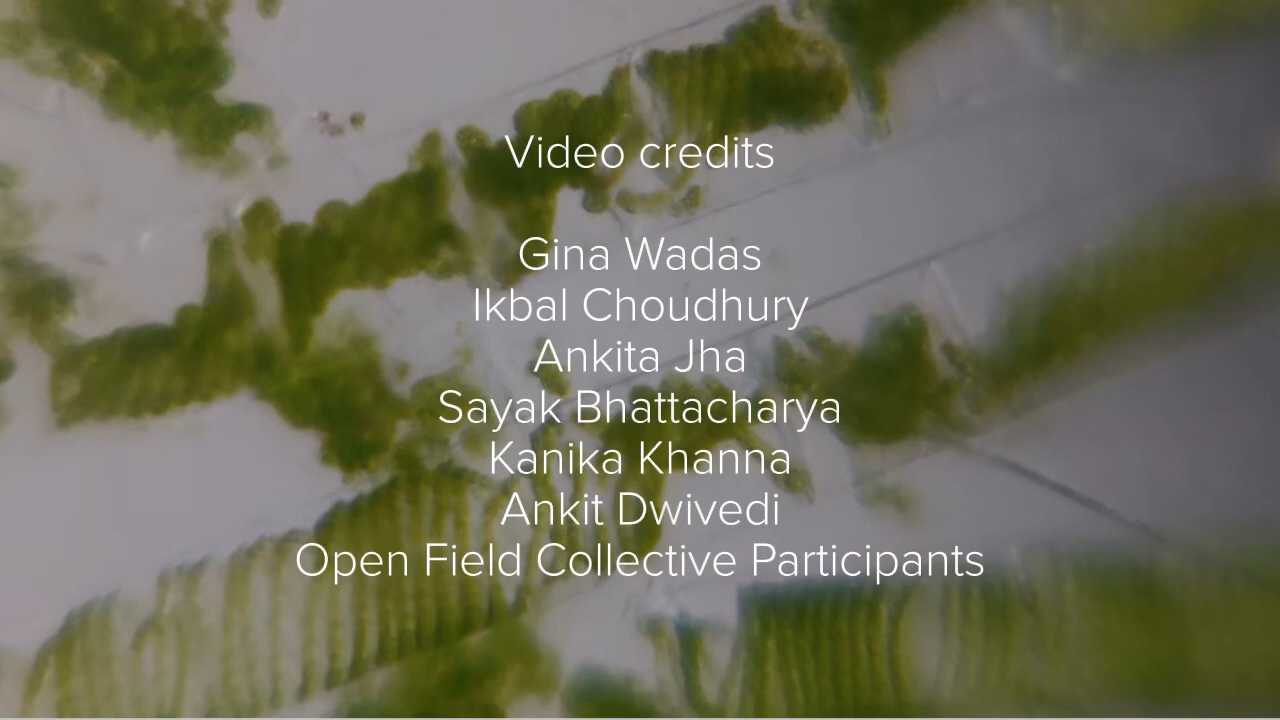 Video credits
Gina Wadas
Ikbal Choudhury
Ankita Jha
Sayak Bhattacharya
Kanika Khanna
Ankit Dwivedi
Open Field Collective Participants